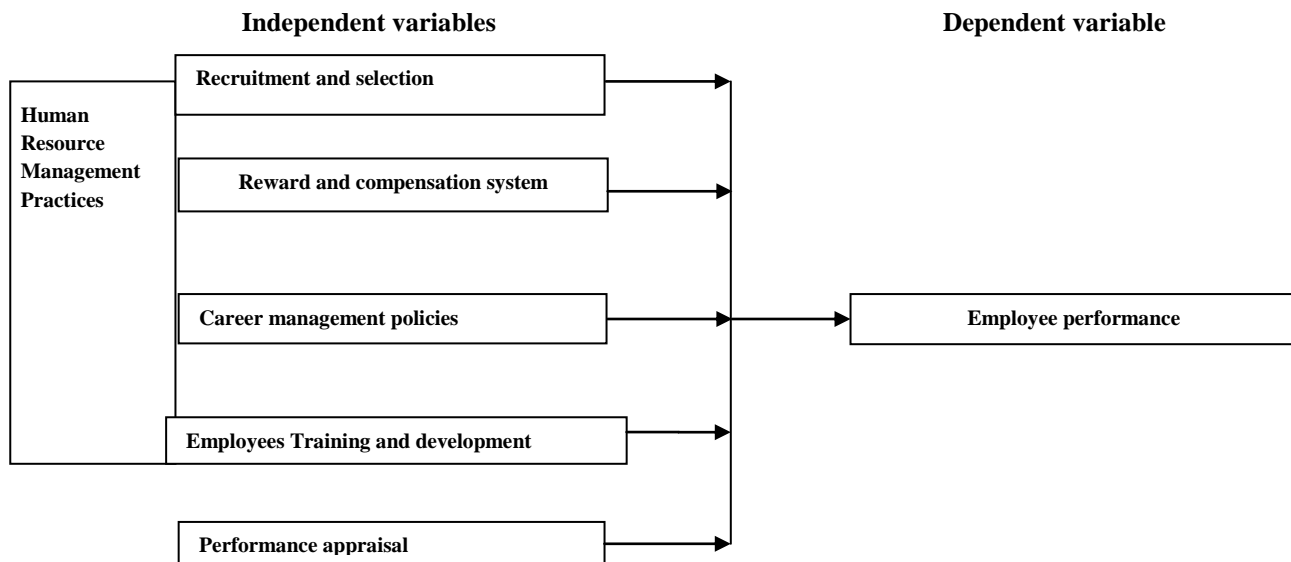 Independent variables
Dependent variable
Recruitment and selection
Human
Resource
Management
Practices
Reward and compensation system
Career management policies
Employee performance
Employees Training and development
Performance appraisal